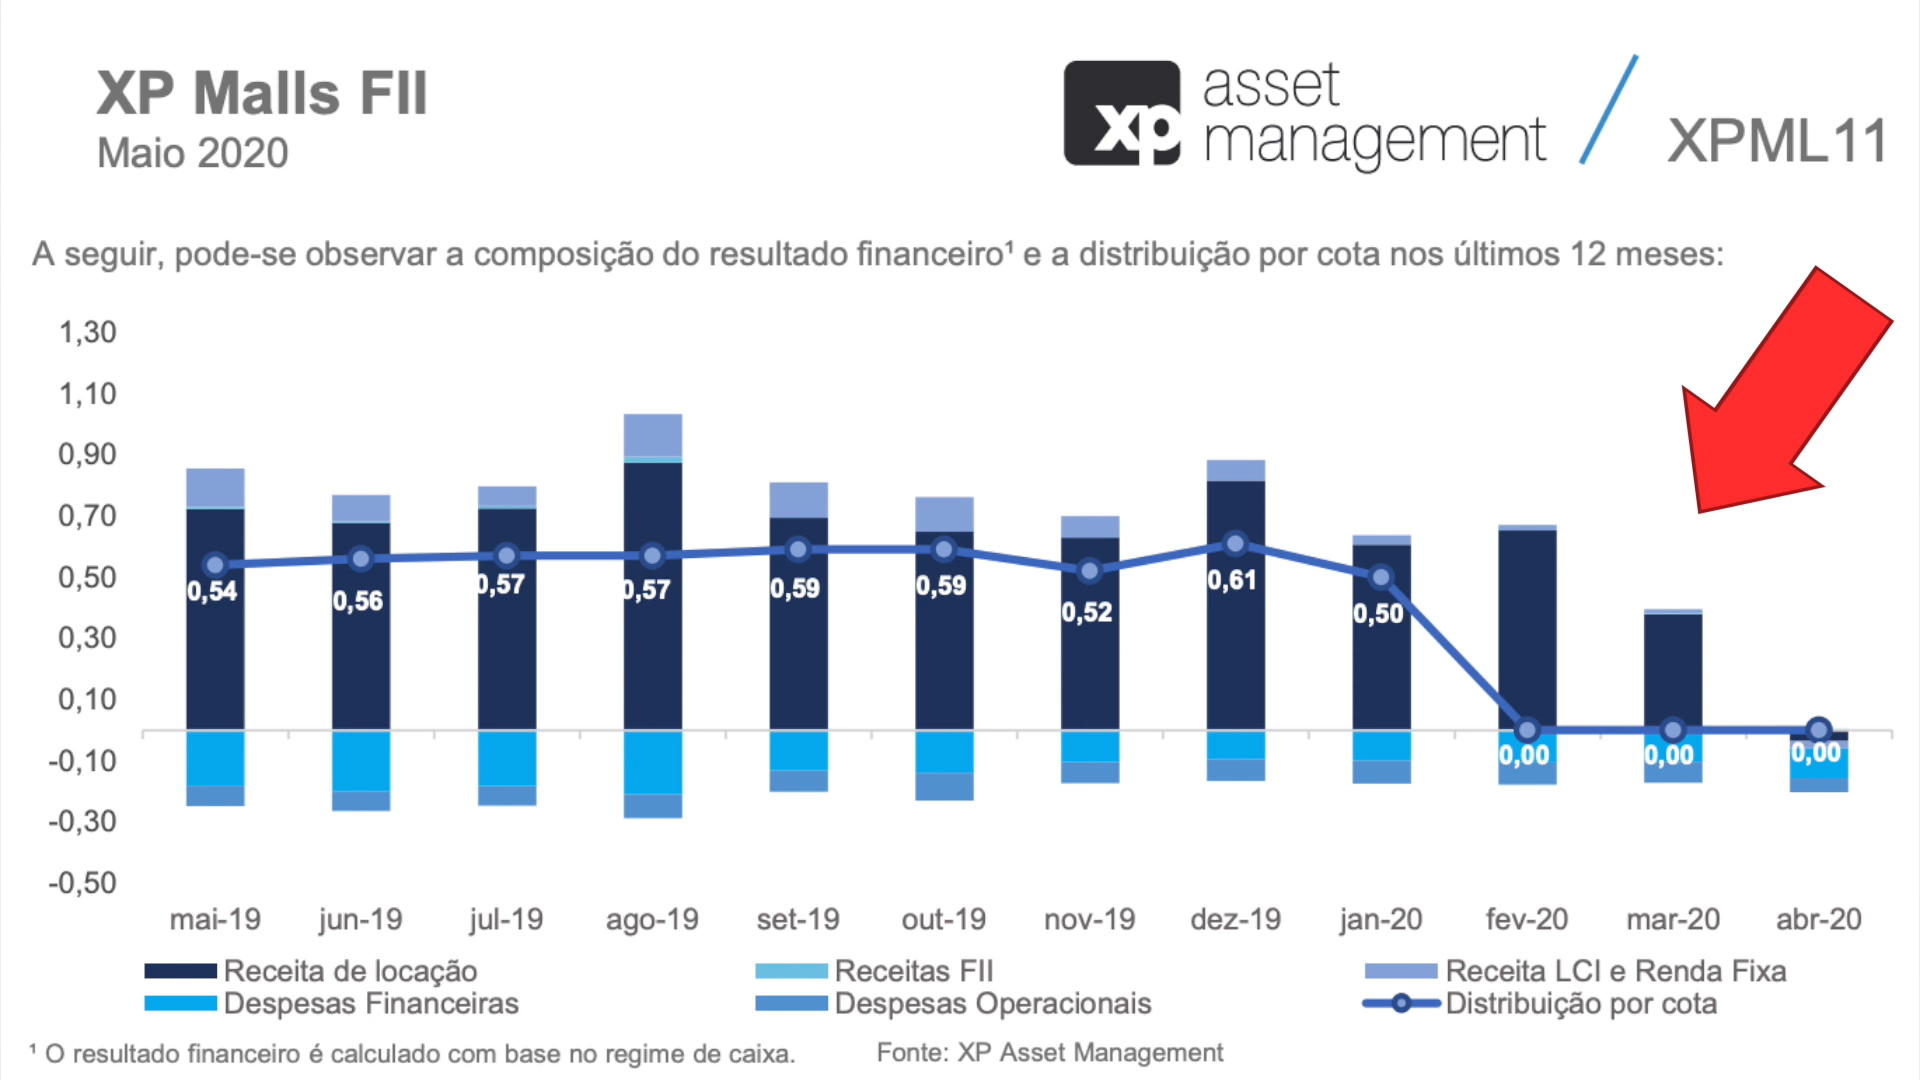 XP Malls FII
Maio 2020
xp asset management
XPML11
A seguir, pode-se observar a composição do resultado financeiro¹ e a distribuição por cota nos últimos 12 meses:
1,30
1,10
0,90
0,70
0,50
0,30
0,10
-0,10
-0,30
-0,50
0,54
0,56
0,57
0,57
0,59
0,59
0,52
0,61
0,50
0,00
0,00
0,00
mai-19 jun-19 jul-19 ago-19 set-19 out-19 nov-19 dez-19 jan-20 fev-20 mar-20 abr-20
Receita de locação Receitas FII Receita LCI e Renda Fixa
Despesas Financeiras Despesas Operacionais Distribuição por cota
¹ O resultado financeiro é calculado com base no regime de caixa. Fonte: XP Asset Management